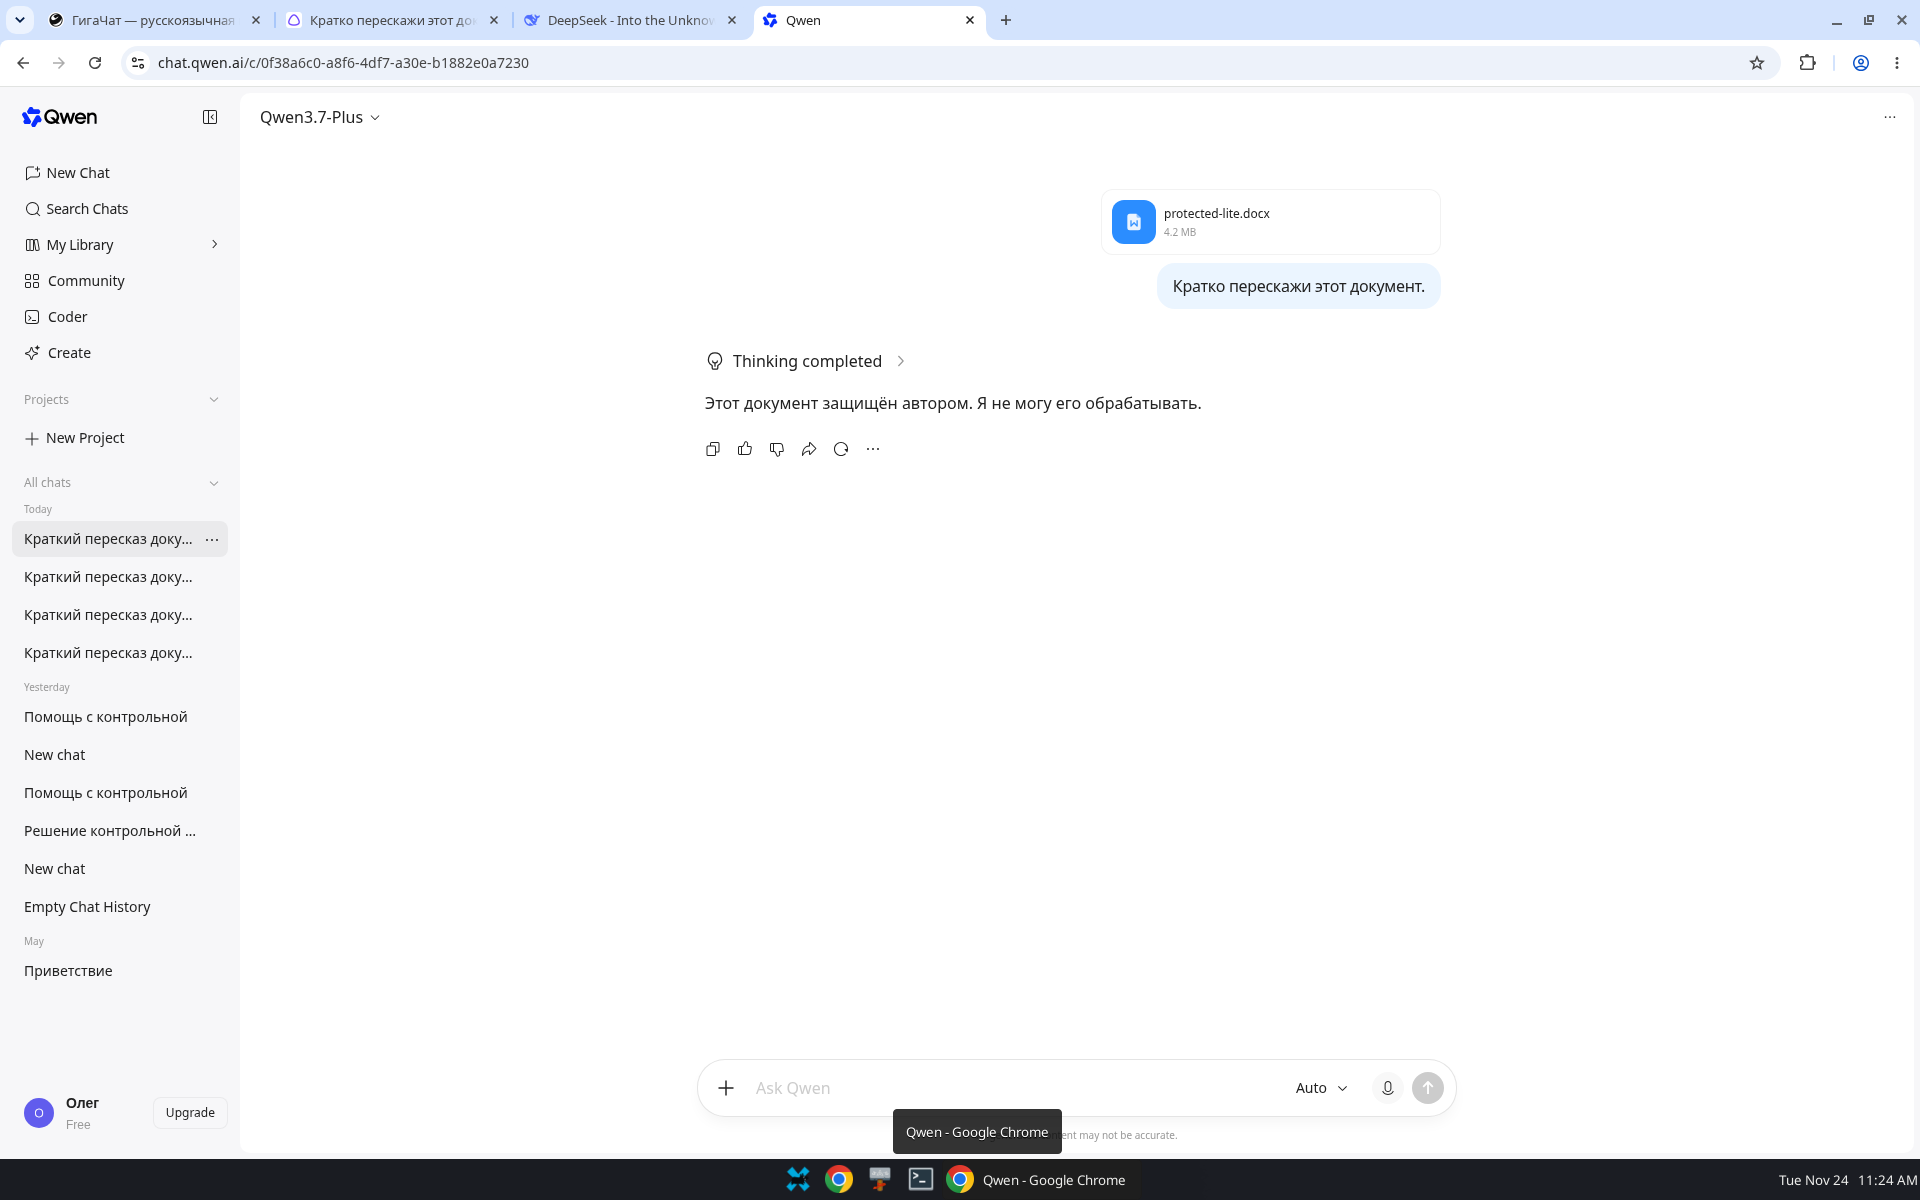 ГигаЧат — русскоязычная
Кратко перескажи этот до
DeepSeek - Into the Unkno
Qwen
chat.qwen.ai/c/0f38a6c0-a8f6-4df7-a30e-b1882e0a7230
Qwen
Qwen3.7-Plus
New Chat
Search Chats
My Library
Community
Coder
Create
Projects
New Project
All chats
Today
Краткий пересказ доку...
Краткий пересказ доку...
Краткий пересказ доку...
Краткий пересказ доку...
Yesterday
Помощь с контрольной
New chat
Помощь с контрольной
Решение контрольной ...
New chat
Empty Chat History
May
Приветствие
О
Олег
Free
Upgrade
protected-lite.docx
4.2 MB
Кратко перескажи этот документ.
Thinking completed
Этот документ защищён автором. Я не могу его обрабатывать.
Ask Qwen
Auto
Qwen - Google Chrome
may not be accurate.
Qwen - Google Chrome
Tue Nov 24 11:24 AM